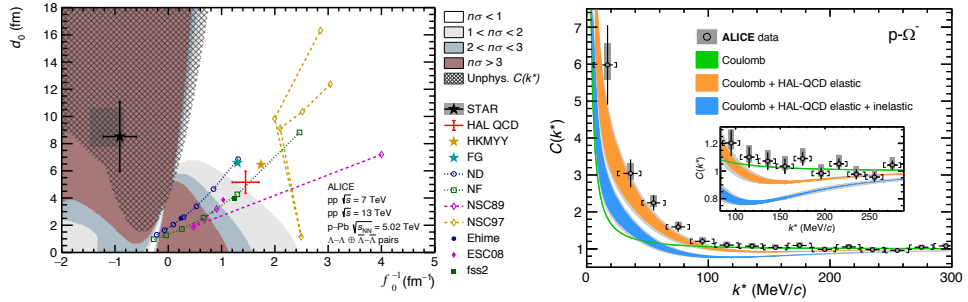 d₀ (fm)
18
16
14
12
10
8
6
4
2
0
−2
−1
0
1
2
3
4
5
f₀⁻¹ (fm⁻¹)
nσ < 1
1 < nσ < 2
2 < nσ < 3
nσ > 3
Unphys. C(k*)
STAR
HAL QCD
HKMYY
FG
ND
NF
NSC89
NSC97
Ehime
ESC08
fss2
ALICE
pp √s = 7 TeV
pp √s = 13 TeV
p−Pb √sNN = 5.02 TeV
Λ−Λ ⊕ Λ̅−Λ̅ pairs
C(k*)
7
6
5
4
3
2
1
0
100
200
300
k* (MeV/c)
p-Ω⁻
ALICE data
Coulomb
Coulomb + HAL-QCD elastic
Coulomb + HAL-QCD elastic + inelastic
C(k*)
1.2
1.0
0.8
100
150
200
250
k* (MeV/c)